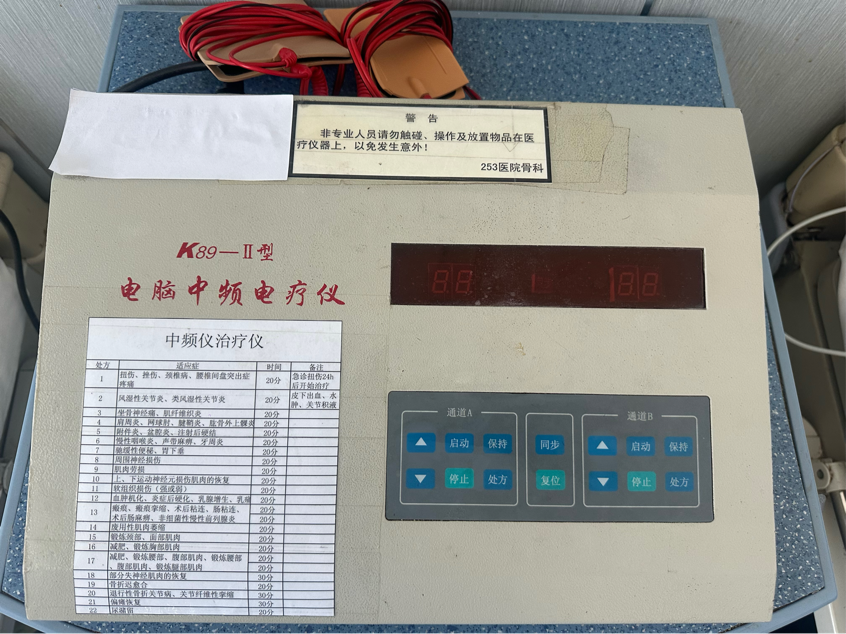 警 告
非专业人员请勿触碰、操作及放置物品在医
疗仪器上，以免发生意外！
253医院骨科
K89—II型
电脑中频电疗仪
中频仪治疗仪
处方 适应症 时间 备注
1 扭伤、挫伤、颈椎病、腰椎间盘突出症 疼痛 20分 急诊扭伤24h 后开始治疗
2 风湿性关节炎、类风湿性关节炎 20分 皮下出血、水 肿、关节积液
3 坐骨神经痛、肌纤维织炎 20分
4 肩周炎、网球肘、腱鞘炎、肱骨外上髁炎 20分
5 附件炎、盆腔炎、注射后硬结 20分
6 慢性咽喉炎、声带麻痹、牙周炎 20分
7 弛缓性便秘、胃下垂 20分
8 周围神经损伤 20分
9 肌肉劳损 20分
10 上、下运动神经元损伤肌肉的恢复 20分
11 软组织损伤（强或弱） 20分
12 血肿机化、炎症后硬化、乳腺增生、乳痛 20分
13 瘢痕、瘢痕挛缩、术后粘连、肠粘连、 术后肠麻痹、非细菌性慢性前列腺炎 20分
14 废用性肌肉萎缩 20分
15 锻炼颈部、面部肌肉 20分
16 减肥、锻炼胸部肌肉 20分
17 减肥、锻炼腰部、腹部肌肉、锻炼腰部 、腹部肌肉、锻炼腿部肌肉 20分
18 部分失神经肌肉的恢复 30分
19 骨折迟愈合 20分
20 退行性骨折关节病、关节纤维性挛缩 30分
21 偏瘫恢复 30分
22 尿潴留 20分
通道A 通道B
启动 保持 同步 启动 保持
停止 处方 复位 停止 处方